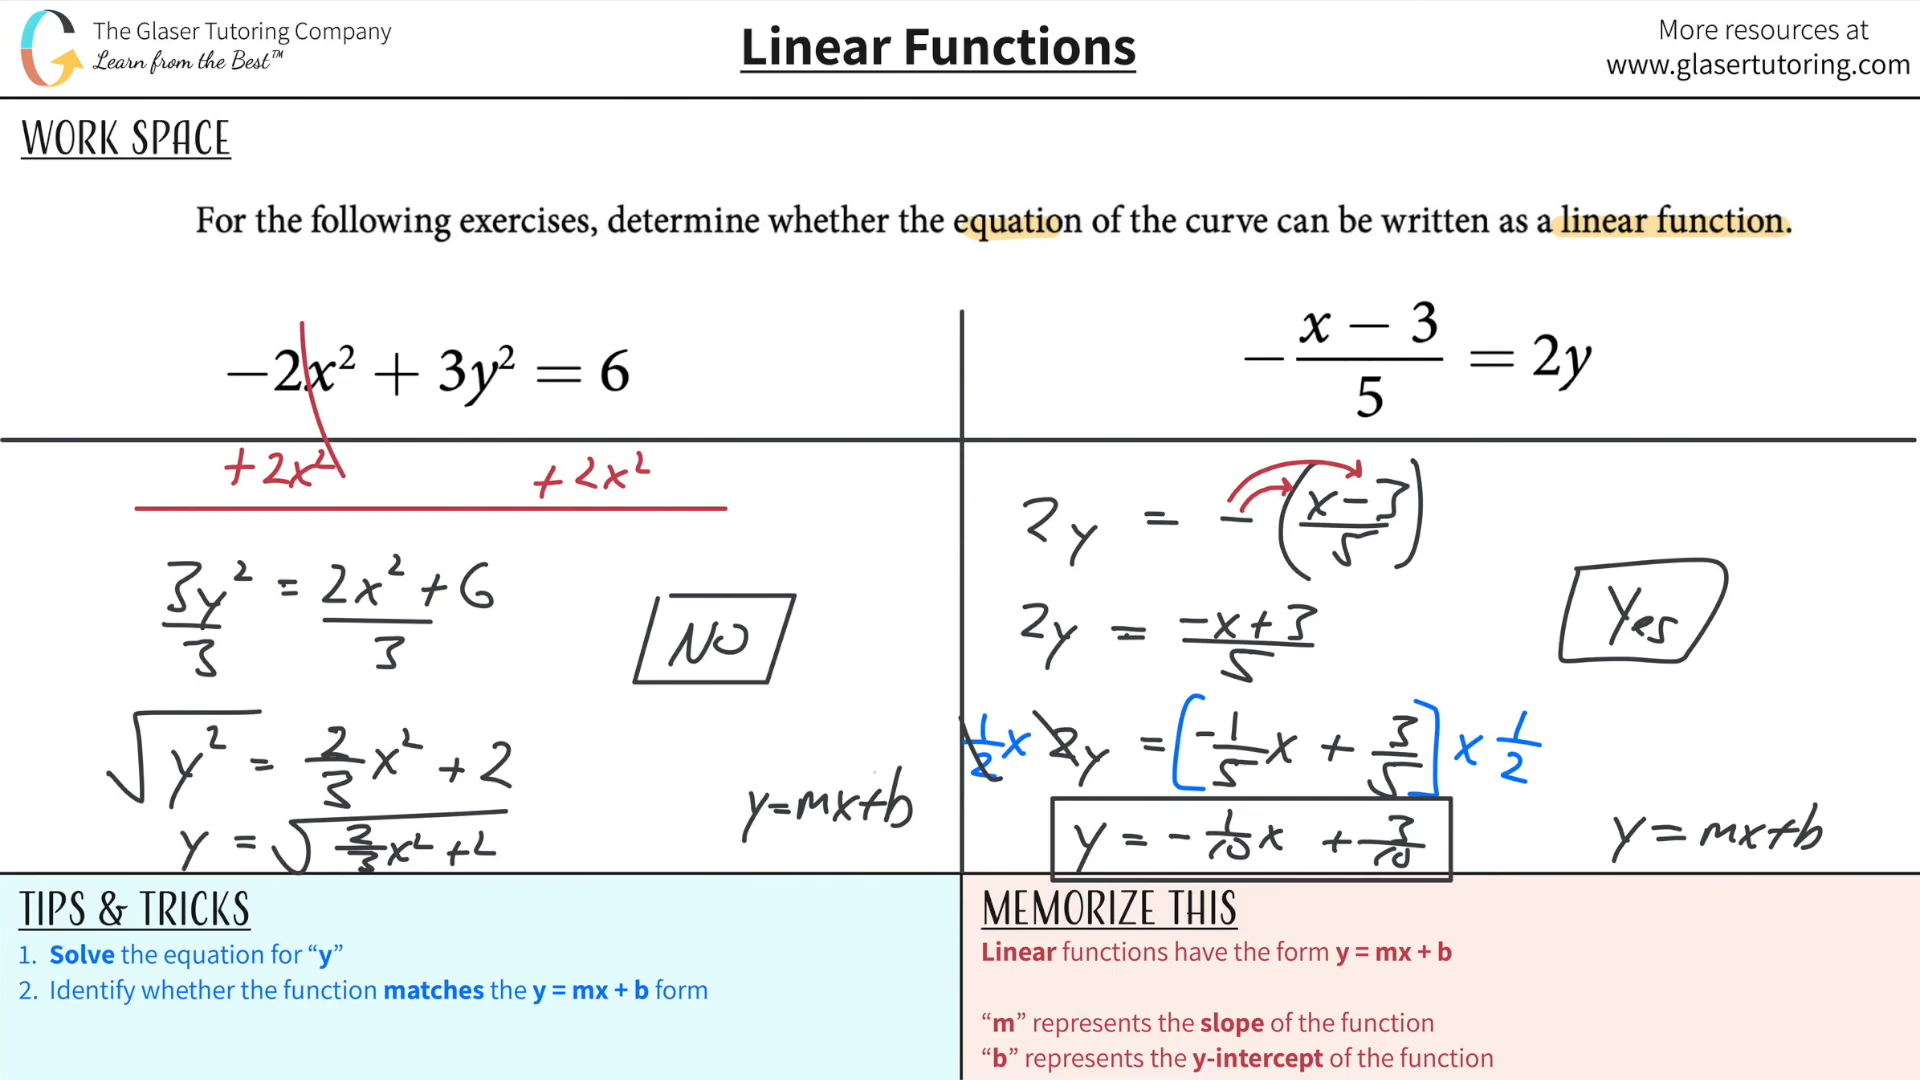 The Glaser Tutoring Company
Learn from the Best™
Linear Functions
More resources at
www.glasertutoring.com
WORK SPACE
For the following exercises, determine whether the equation of the curve can be written as a linear function.
−2x² + 3y² = 6
+2x² +2x²
3y²/3 = (2x² + 6)/3
√y² = 2/3 x² + 2
y = √(2/3 x² + 2)
NO
y=mx+b
− (x − 3)/5 = 2y
2y = −((x−3)/5)
2y = (−x+3)/5
1/2 x 2y = [−1/5 x + 3/5] x 1/2
y = −1/10 x + 3/10
Yes
y=mx+b
TIPS & TRICKS
1. Solve the equation for “y”
2. Identify whether the function matches the y = mx + b form
MEMORIZE THIS
Linear functions have the form y = mx + b
“m” represents the slope of the function
“b” represents the y-intercept of the function